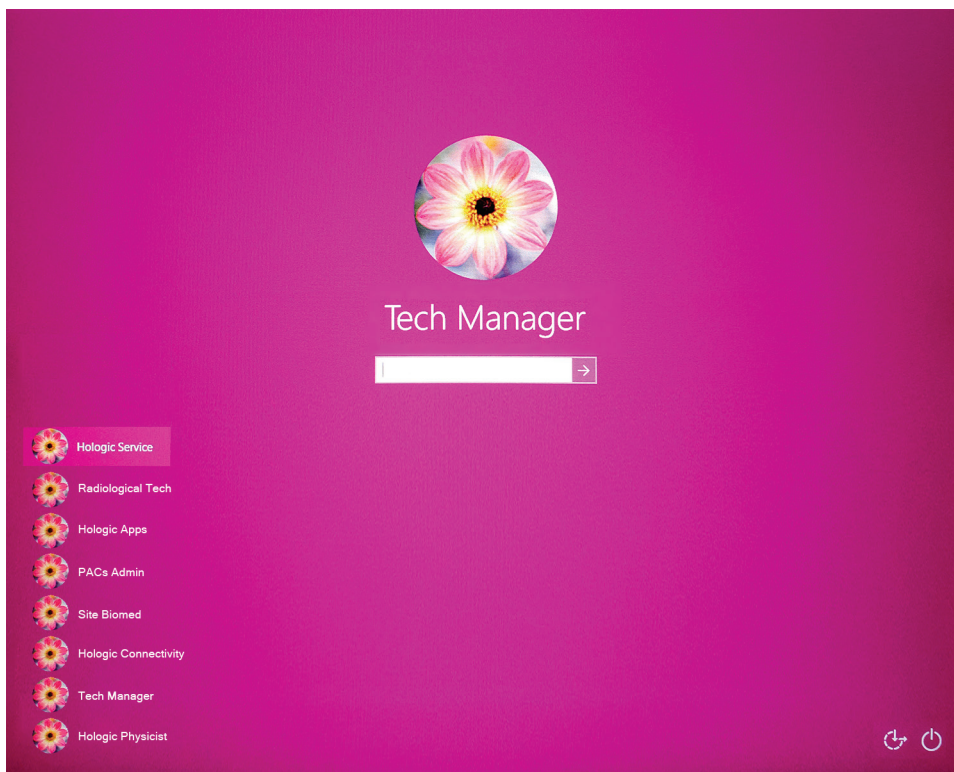 Tech Manager
Hologic Service
Radiological Tech
Hologic Apps
PACs Admin
Site Biomed
Hologic Connectivity
Tech Manager
Hologic Physicist